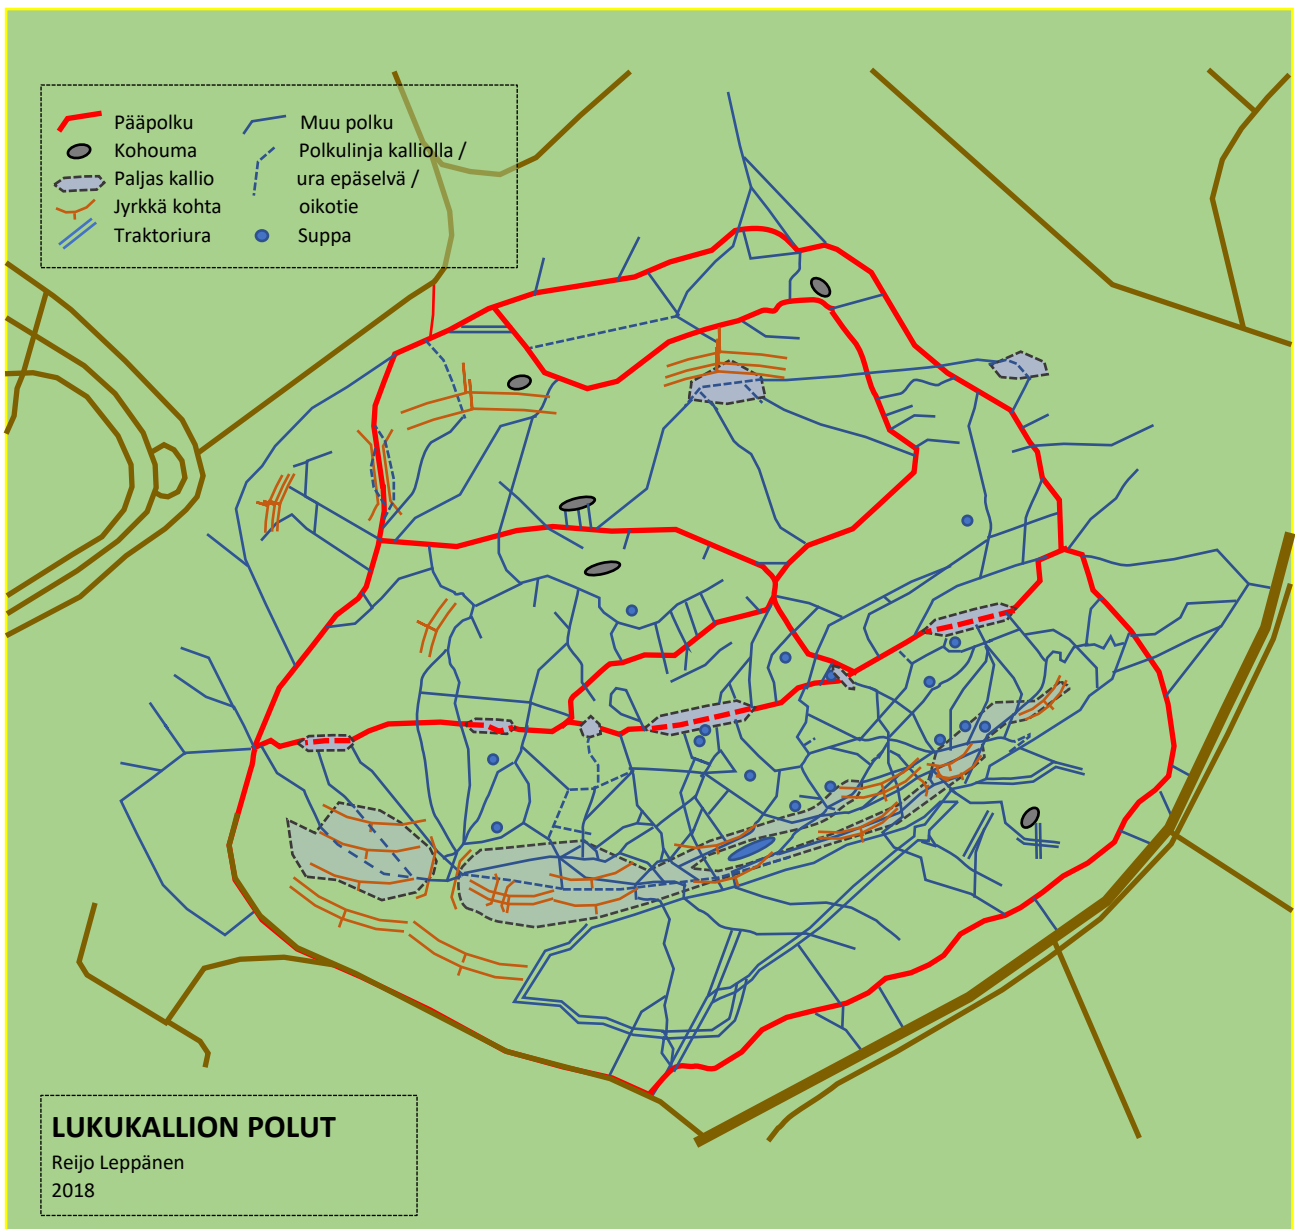 Pääpolku
Kohouma
Paljas kallio
Jyrkkä kohta
Traktoriura
Muu polku
Polkulinja kalliolla /
ura epäselvä /
oikotie
Suppa
LUKUKALLION POLUT
Reijo Leppänen
2018